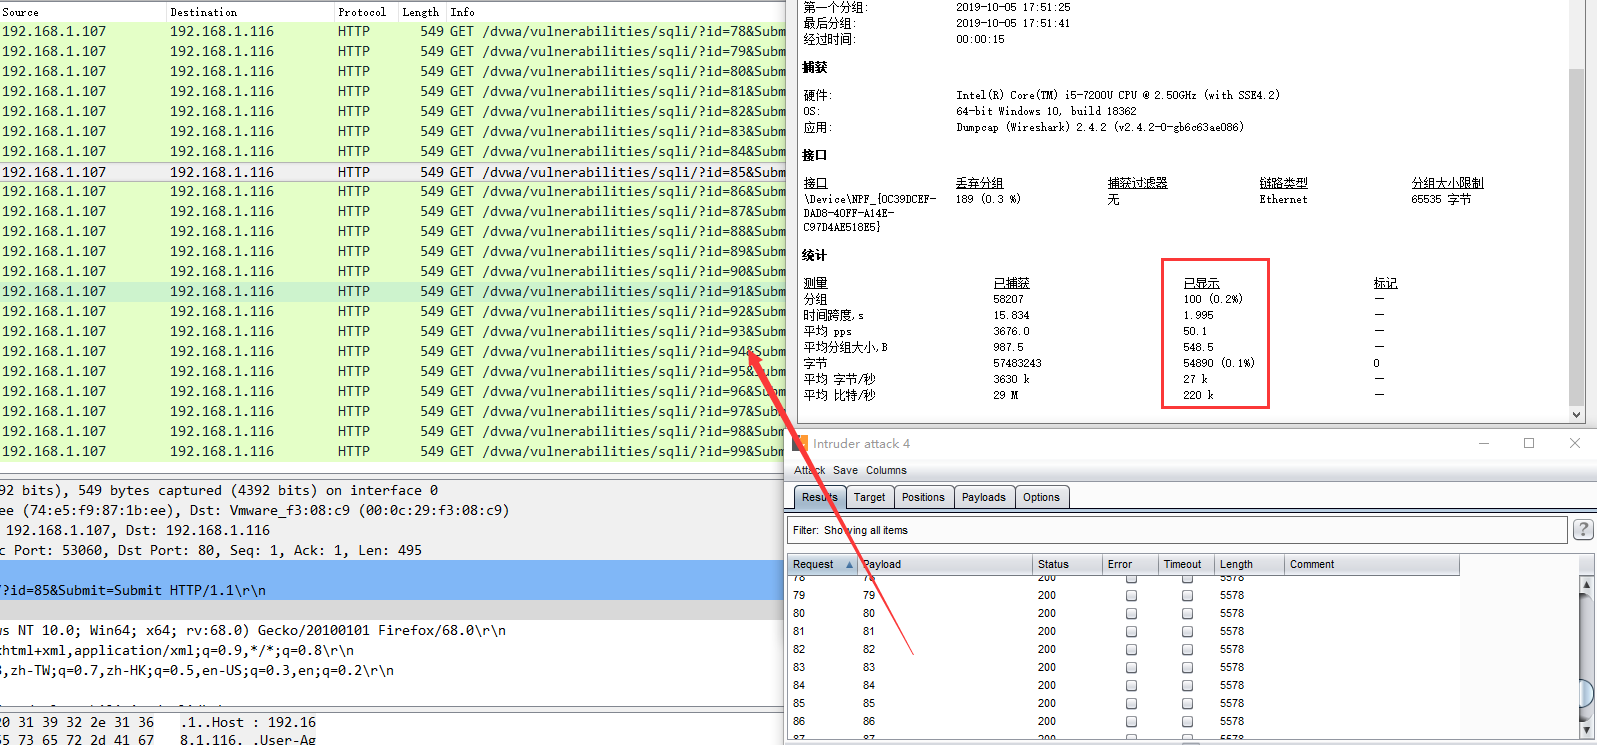 Source Destination Protocol Length Info
192.168.1.107 192.168.1.116 HTTP 549 GET /dvwa/vulnerabilities/sqli/?id=78&Subm
192.168.1.107 192.168.1.116 HTTP 549 GET /dvwa/vulnerabilities/sqli/?id=79&Subm
192.168.1.107 192.168.1.116 HTTP 549 GET /dvwa/vulnerabilities/sqli/?id=80&Subm
192.168.1.107 192.168.1.116 HTTP 549 GET /dvwa/vulnerabilities/sqli/?id=81&Subm
192.168.1.107 192.168.1.116 HTTP 549 GET /dvwa/vulnerabilities/sqli/?id=82&Subm
192.168.1.107 192.168.1.116 HTTP 549 GET /dvwa/vulnerabilities/sqli/?id=83&Subm
192.168.1.107 192.168.1.116 HTTP 549 GET /dvwa/vulnerabilities/sqli/?id=84&Subm
192.168.1.107 192.168.1.116 HTTP 549 GET /dvwa/vulnerabilities/sqli/?id=85&Subm
192.168.1.107 192.168.1.116 HTTP 549 GET /dvwa/vulnerabilities/sqli/?id=86&Subm
192.168.1.107 192.168.1.116 HTTP 549 GET /dvwa/vulnerabilities/sqli/?id=87&Subm
192.168.1.107 192.168.1.116 HTTP 549 GET /dvwa/vulnerabilities/sqli/?id=88&Subm
192.168.1.107 192.168.1.116 HTTP 549 GET /dvwa/vulnerabilities/sqli/?id=89&Subm
192.168.1.107 192.168.1.116 HTTP 549 GET /dvwa/vulnerabilities/sqli/?id=90&Subm
192.168.1.107 192.168.1.116 HTTP 549 GET /dvwa/vulnerabilities/sqli/?id=91&Subm
192.168.1.107 192.168.1.116 HTTP 549 GET /dvwa/vulnerabilities/sqli/?id=92&Subm
192.168.1.107 192.168.1.116 HTTP 549 GET /dvwa/vulnerabilities/sqli/?id=93&Subm
192.168.1.107 192.168.1.116 HTTP 549 GET /dvwa/vulnerabilities/sqli/?id=94&Subm
192.168.1.107 192.168.1.116 HTTP 549 GET /dvwa/vulnerabilities/sqli/?id=95&Subm
192.168.1.107 192.168.1.116 HTTP 549 GET /dvwa/vulnerabilities/sqli/?id=96&Subm
192.168.1.107 192.168.1.116 HTTP 549 GET /dvwa/vulnerabilities/sqli/?id=97&Subm
192.168.1.107 192.168.1.116 HTTP 549 GET /dvwa/vulnerabilities/sqli/?id=98&Subm
192.168.1.107 192.168.1.116 HTTP 549 GET /dvwa/vulnerabilities/sqli/?id=99&Subm
92 bits), 549 bytes captured (4392 bits) on interface 0
ee (74:e5:f9:87:1b:ee), Dst: Vmware_f3:08:c9 (00:0c:29:f3:08:c9)
192.168.1.107, Dst: 192.168.1.116
c Port: 53060, Dst Port: 80, Seq: 1, Ack: 1, Len: 495
/?id=85&Submit=Submit HTTP/1.1\r\n
ws NT 10.0; Win64; x64; rv:68.0) Gecko/20100101 Firefox/68.0\r\n
xhtml+xml,application/xml;q=0.9,*/*;q=0.8\r\n
8,zh-TW;q=0.7,zh-HK;q=0.5,en-US;q=0.3,en;q=0.2\r\n
20 31 39 32 2e 31 36 .1..Host : 192.16
55 73 65 72 2d 41 67 8.1.116. .User-Ag
第一个分组: 2019-10-05 17:51:25
最后分组: 2019-10-05 17:51:41
经过时间: 00:00:15
捕获
硬件: Intel(R) Core(TM) i5-7200U CPU @ 2.50GHz (with SSE4.2)
OS: 64-bit Windows 10, build 18362
应用: Dumpcap (Wireshark) 2.4.2 (v2.4.2-0-gb6c63ae086)
接口
接口 丢弃分组 捕获过滤器 链路类型 分组大小限制
\Device\NPF_{0C39DCEF- 189 (0.3 %) 无 Ethernet 65535 字节
DAD8-40FF-A14E-
C97D4AE518E5}
统计
测量 已捕获 已显示 标记
分组 58207 100 (0.2%) —
时间跨度,s 15.834 1.995 —
平均 pps 3676.0 50.1 —
平均分组大小,B 987.5 548.5 —
字节 57483243 54890 (0.1%) 0
平均 字节/秒 3630 k 27 k —
平均 比特/秒 29 M 220 k —
Intruder attack 4
Attack Save Columns
Results Target Positions Payloads Options
Filter: Showing all items ?
Request Payload Status Error Timeout Length Comment
78 78 200 5578
79 79 200 5578
80 80 200 5578
81 81 200 5578
82 82 200 5578
83 83 200 5578
84 84 200 5578
85 85 200 5578
86 86 200 5578
87 87 200 5578